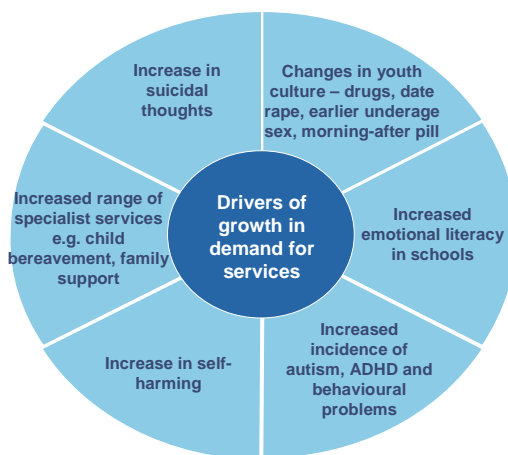 Increase in
suicidal
thoughts
Changes in youth
culture – drugs, date
rape, earlier underage
sex, morning-after pill
Increased range of
specialist services
e.g. child
bereavement, family
support
Drivers of
growth in
demand for
services
Increased
emotional literacy
in schools
Increase in self-
harming
Increased
incidence of
autism, ADHD and
behavioural
problems